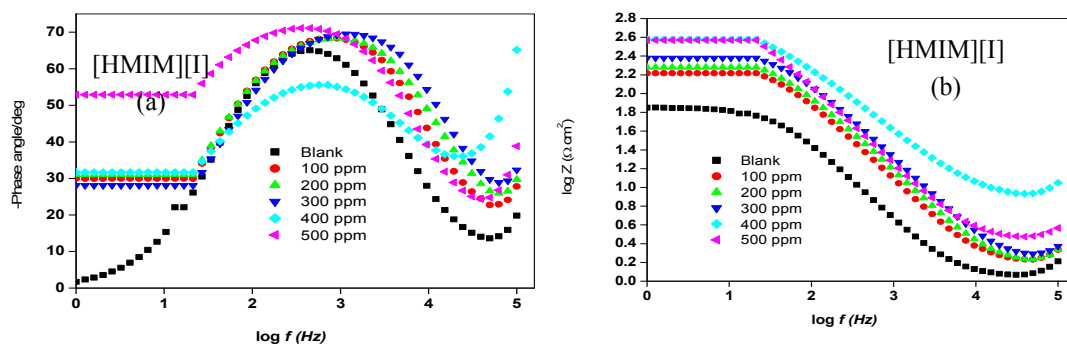 70
60
50
40
30
20
10
0
-Phase angle/deg
[HMIM][I]
(a)
Blank
100 ppm
200 ppm
300 ppm
400 ppm
500 ppm
0 1 2 3 4 5
log f (Hz)
2.8
2.6
2.4
2.2
2.0
1.8
1.6
1.4
1.2
1.0
0.8
0.6
0.4
0.2
0.0
log Z (Ω cm²)
[HMIM][I]
(b)
Blank
100 ppm
200 ppm
300 ppm
400 ppm
500 ppm
0 1 2 3 4 5
log f (Hz)